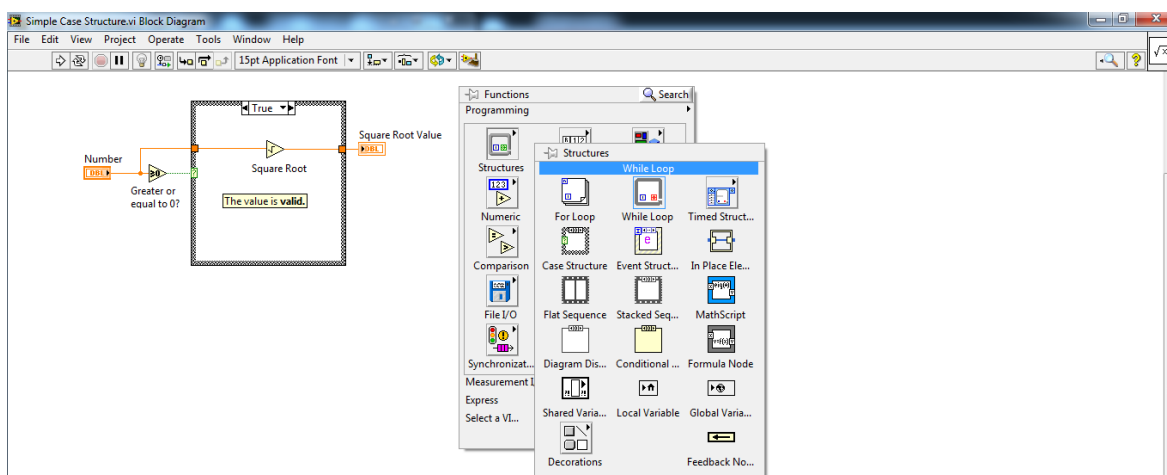 Simple Case Structure.vi Block Diagram
File Edit View Project Operate Tools Window Help
15pt Application Font
True
Number
DBL
Greater or
equal to 0?
Square Root
The value is valid.
Square Root Value
DBL
Functions
Search
Programming
Structures
Numeric
Comparison
File I/O
Synchronizat...
Measurement I
Express
Select a VI...
Structures
While Loop
For Loop While Loop Timed Struct...
Case Structure Event Struct... In Place Ele...
Flat Sequence Stacked Seq... MathScript
Diagram Dis... Conditional ... Formula Node
Shared Varia... Local Variable Global Varia...
Decorations Feedback No...